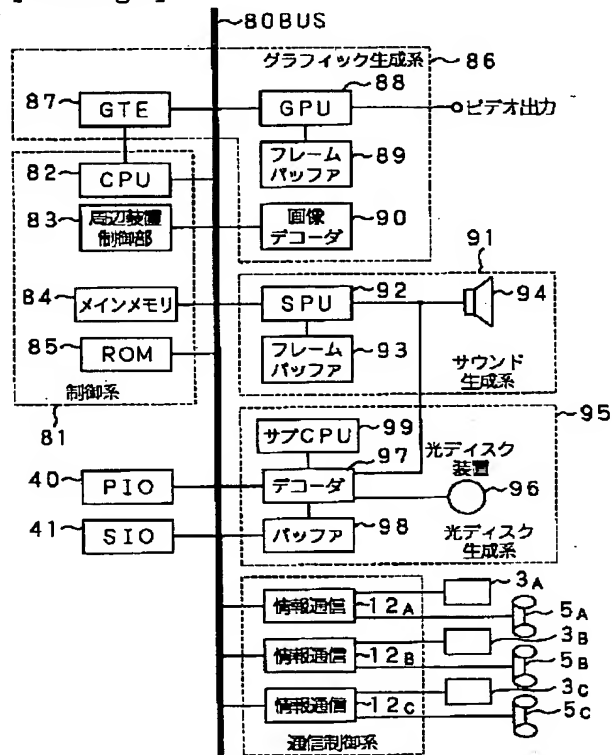 80BUS
グラフィック生成系
86
87
GTE
88
GPU
ビデオ出力
82
CPU
フレーム
バッファ
89
83
周辺装置
制御部
画像
デコーダ
90
91
84
メインメモリ
SPU
92
94
85
ROM
フレーム
バッファ
93
サウンド
生成系
制御系
81
95
サブCPU
99
97
光ディスク
装置
40
PIO
デコーダ
96
41
SIO
バッファ
98
光ディスク
生成系
3A
情報通信
12A
5A
3B
情報通信
12B
5B
3C
情報通信
12C
5C
通信制御系